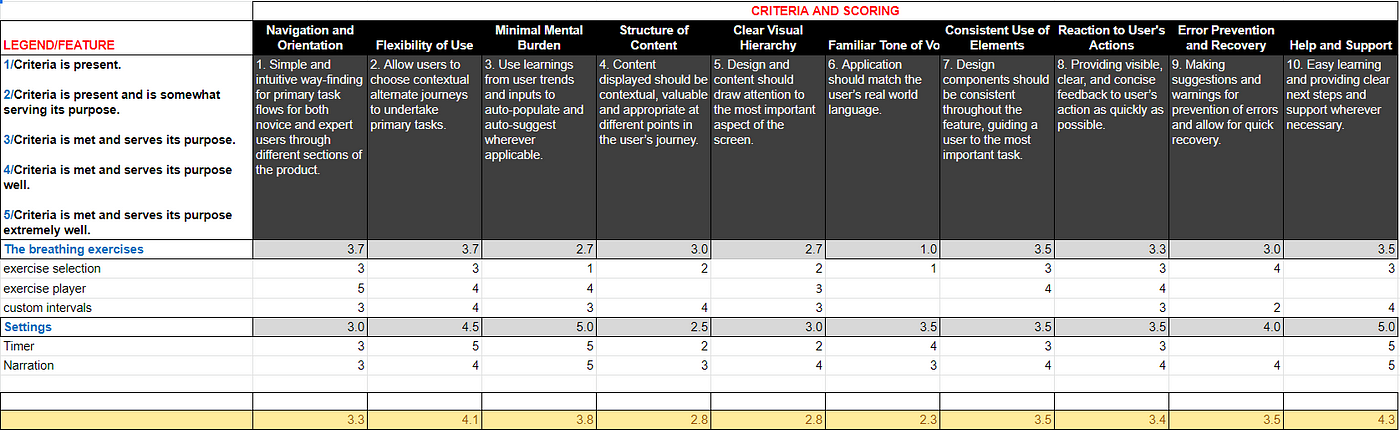 CRITERIA AND SCORING
LEGEND/FEATURE
Navigation and
Orientation
Flexibility of Use
Minimal Mental
Burden
Structure of
Content
Clear Visual
Hierarchy
Familiar Tone of Vo
Consistent Use of
Elements
Reaction to User's
Actions
Error Prevention
and Recovery
Help and Support
1/Criteria is present.
2/Criteria is present and is somewhat
serving its purpose.
3/Criteria is met and serves its purpose.
4/Criteria is met and serves its purpose
well.
5/Criteria is met and serves its purpose
extremely well.
1. Simple and
intuitive way-finding
for primary task
flows for both
novice and expert
users through
different sections of
the product.
2. Allow users to
choose contextual
alternate journeys
to undertake
primary tasks.
3. Use learnings
from user trends
and inputs to
auto-populate and
auto-suggest
wherever
applicable.
4. Content
displayed should be
contextual, valuable
and appropriate at
different points in
the user's journey.
5. Design and
content should
draw attention to
the most important
aspect of the
screen.
6. Application
should match the
user's real world
language.
7. Design
components should
be consistent
throughout the
feature, guiding a
user to the most
important task.
8. Providing visible,
clear, and concise
feedback to user's
action as quickly as
possible.
9. Making
suggestions and
warnings for
prevention of errors
and allow for quick
recovery.
10. Easy learning
and providing clear
next steps and
support wherever
necessary.
The breathing exercises 3.7 3.7 2.7 3.0 2.7 1.0 3.5 3.3 3.0 3.5
exercise selection 3 3 1 2 2 1 3 3 4 3
exercise player 5 4 4 3 4 4
custom intervals 3 4 3 4 3 3 2 4
Settings 3.0 4.5 5.0 2.5 3.0 3.5 3.5 3.5 4.0 5.0
Timer 3 5 5 2 2 4 3 3 5
Narration 3 4 5 3 4 3 4 4 4 5
3.3 4.1 3.8 2.8 2.8 2.3 3.5 3.4 3.5 4.3